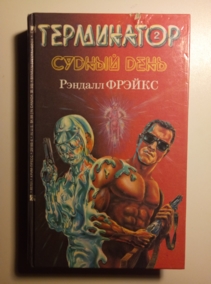 ТЕРМИНАТОР 2
СУДНЫЙ ДЕНЬ
Рэндалл ФРЭЙКС